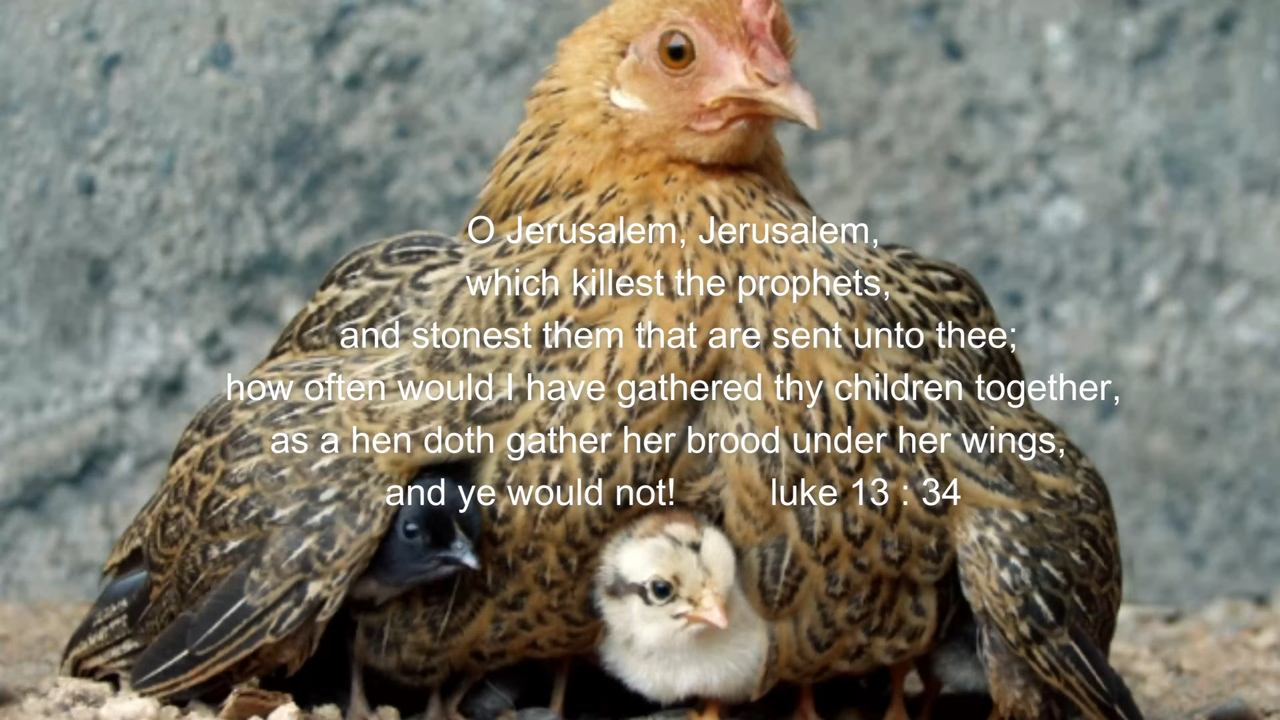 O Jerusalem, Jerusalem,
which killest the prophets,
and stonest them that are sent unto thee;
how often would I have gathered thy children together,
as a hen doth gather her brood under her wings,
and ye would not! luke 13 : 34